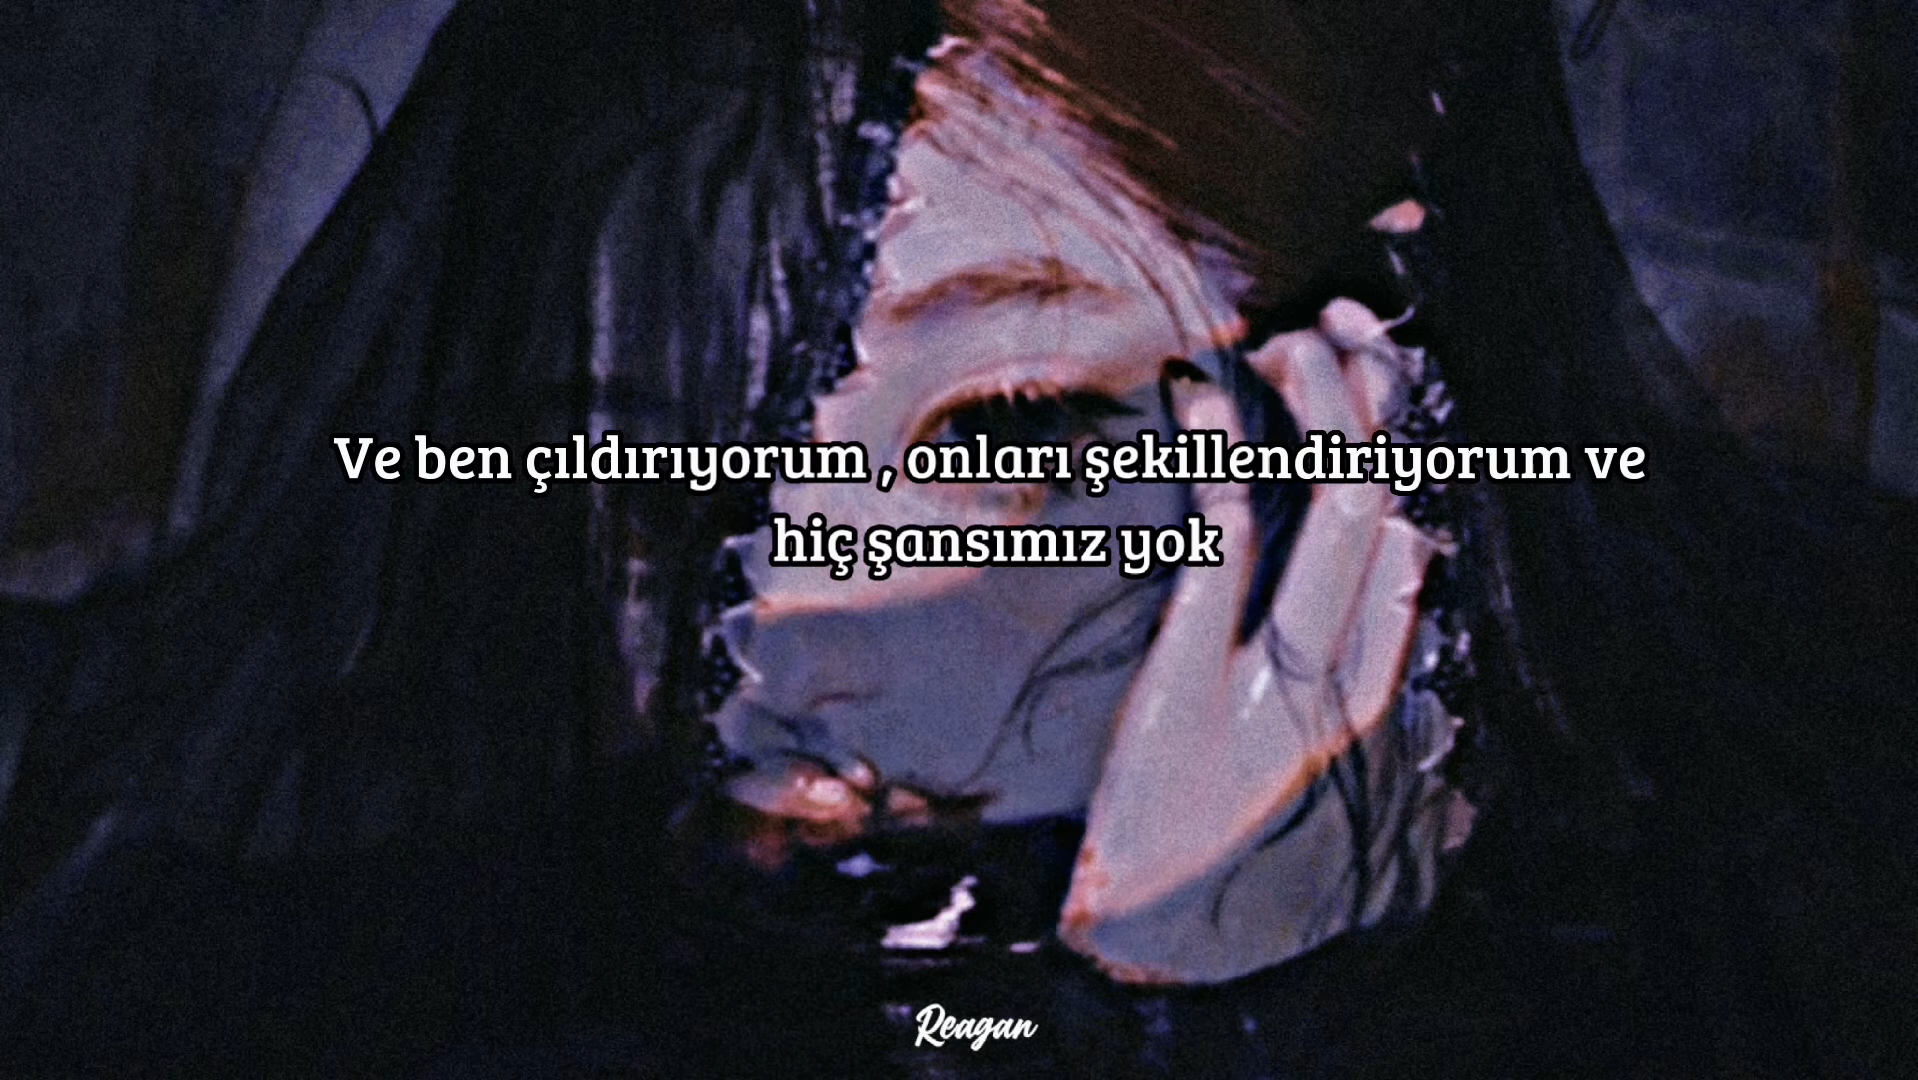 Ve ben çıldırıyorum , onları şekillendiriyorum ve
hiç şansımız yok
Reagan